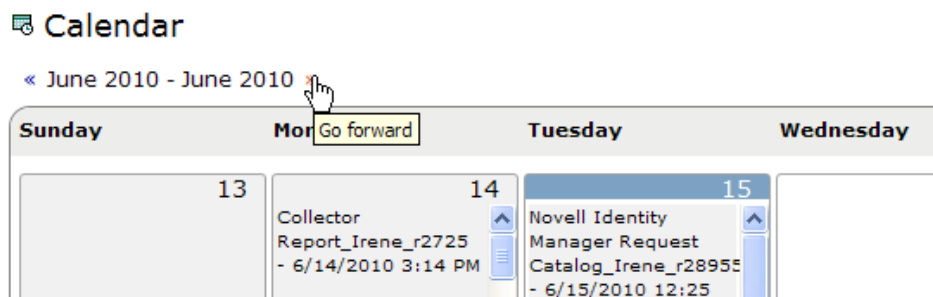 Calendar
« June 2010 - June 2010
Go forward
Sunday
Mon
Tuesday
Wednesday
13
14
15
Collector
Report_Irene_r2725
- 6/14/2010 3:14 PM
Novell Identity
Manager Request
Catalog_Irene_r28955
- 6/15/2010 12:25